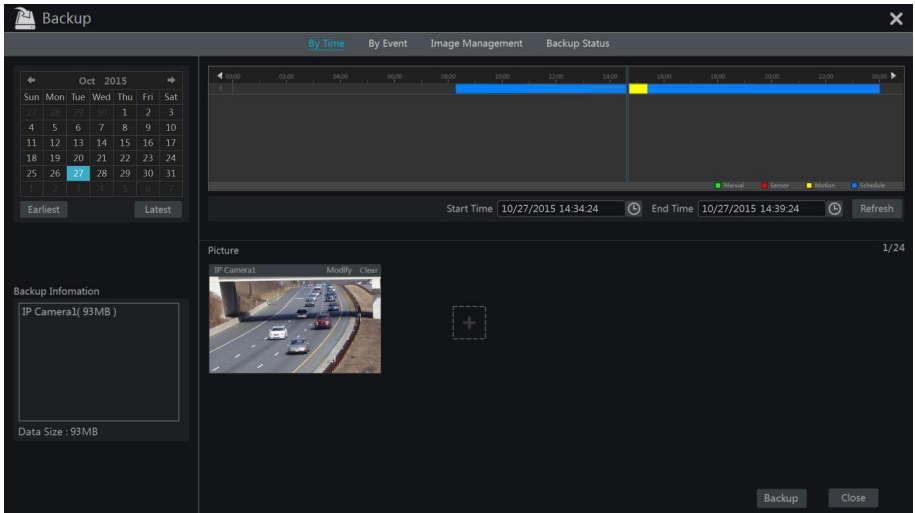 Backup
By Time By Event Image Management Backup Status
Oct 2015
Sun Mon Tue Wed Thu Fri Sat
27 28 29 30 1 2 3
4 5 6 7 8 9 10
11 12 13 14 15 16 17
18 19 20 21 22 23 24
25 26 27 28 29 30 31
1 2 3 4 5 6 7
Earliest Latest
00:00 02:00 04:00 06:00 08:00 10:00 12:00 14:00 16:00 18:00 20:00 22:00 00:00
1
Manual Sensor Motion Schedule
Start Time 10/27/2015 14:34:24 End Time 10/27/2015 14:39:24 Refresh
Picture 1/24
IP Camera1 Modify Clear
Backup Infomation
IP Camera1( 93MB )
Data Size : 93MB
Backup Close